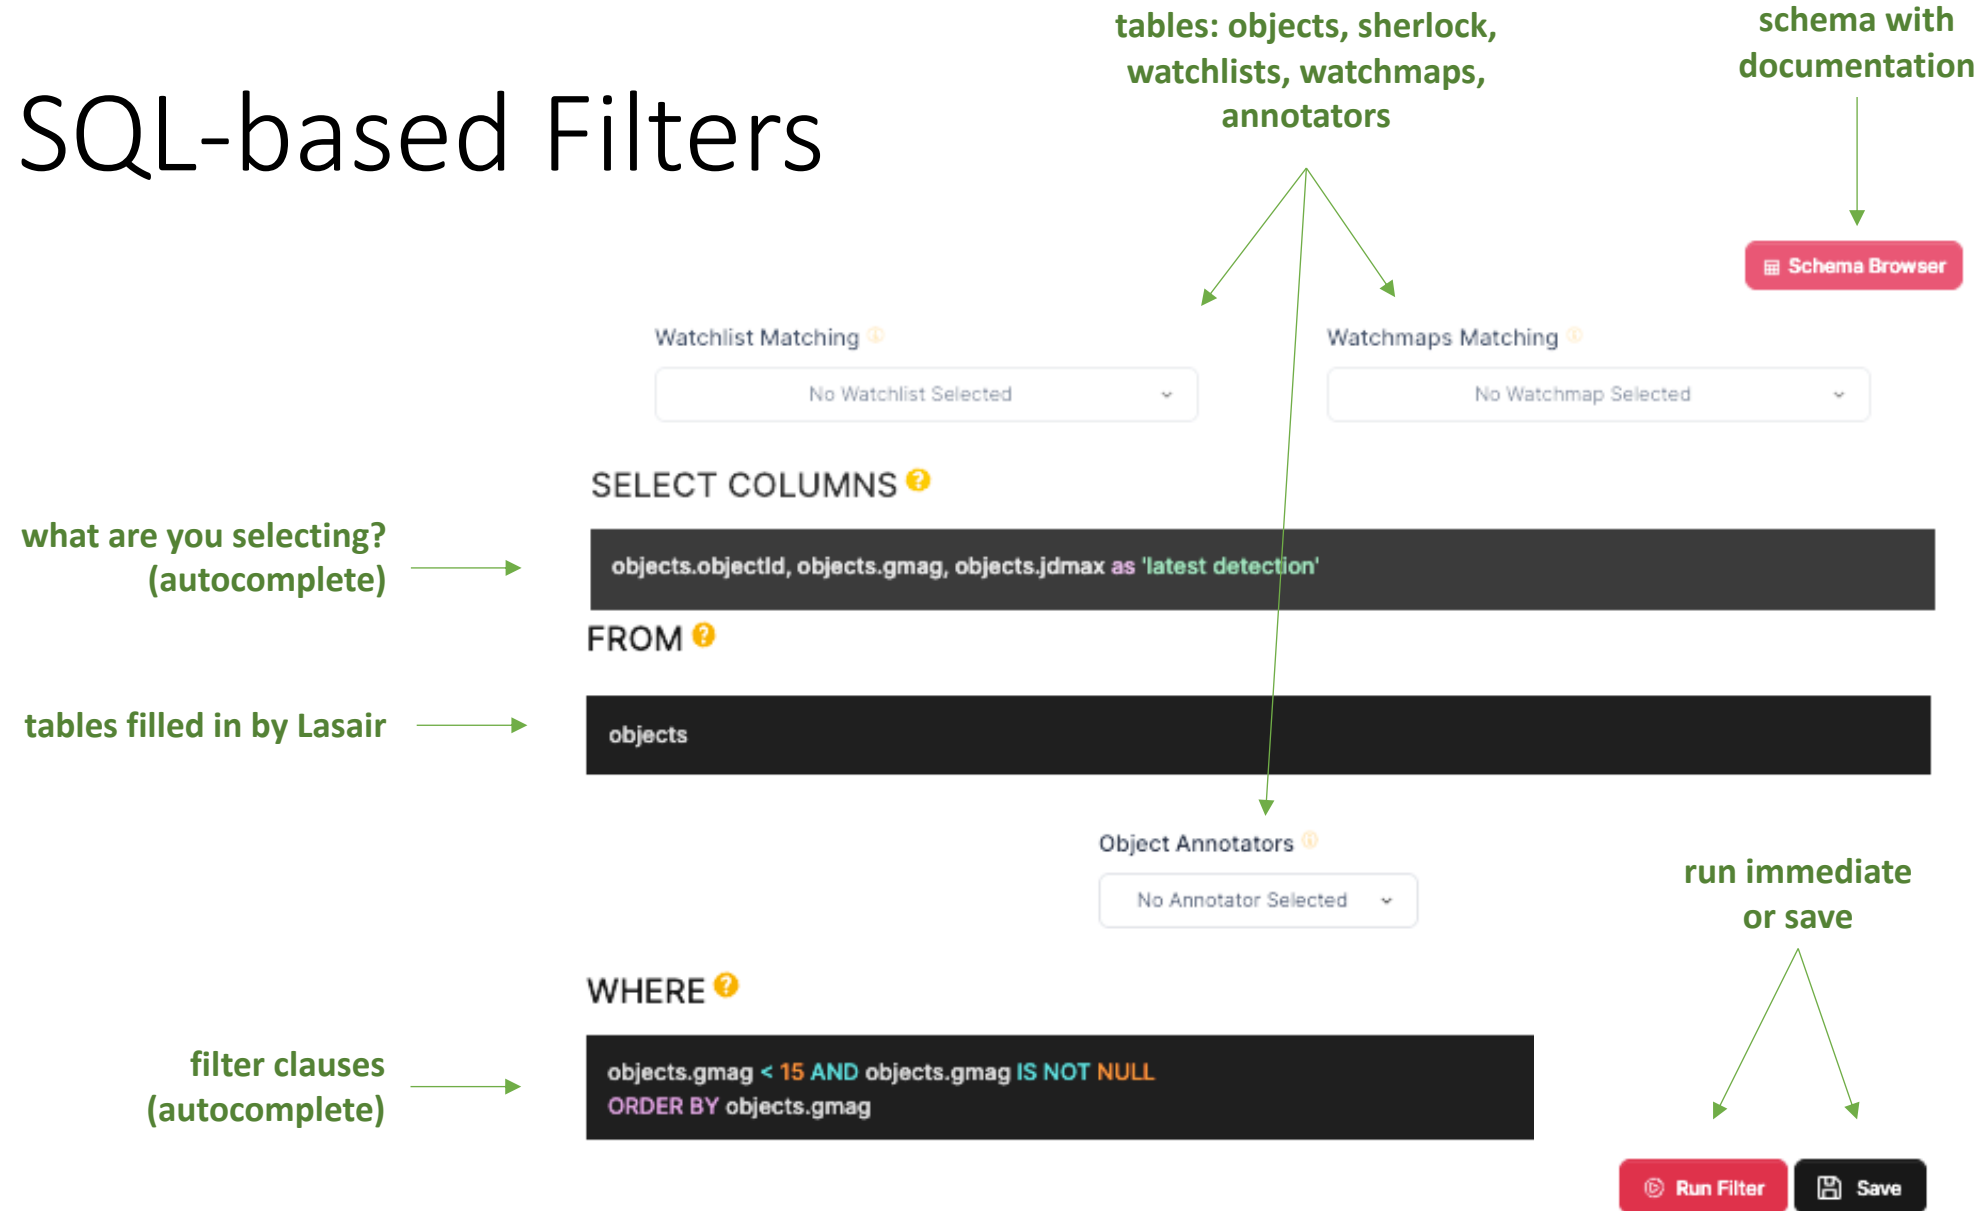 tables: objects, sherlock,
watchlists, watchmaps,
annotators
schema with
documentation
SQL-based Filters
Schema Browser
Watchlist Matching
Watchmaps Matching
No Watchlist Selected
No Watchmap Selected
SELECT COLUMNS ?
what are you selecting?
(autocomplete)
objects.objectId, objects.gmag, objects.jdmax as 'latest detection'
FROM ?
tables filled in by Lasair
objects
Object Annotators
No Annotator Selected
run immediate
or save
WHERE ?
filter clauses
(autocomplete)
objects.gmag < 15 AND objects.gmag IS NOT NULL
ORDER BY objects.gmag
Run Filter
Save